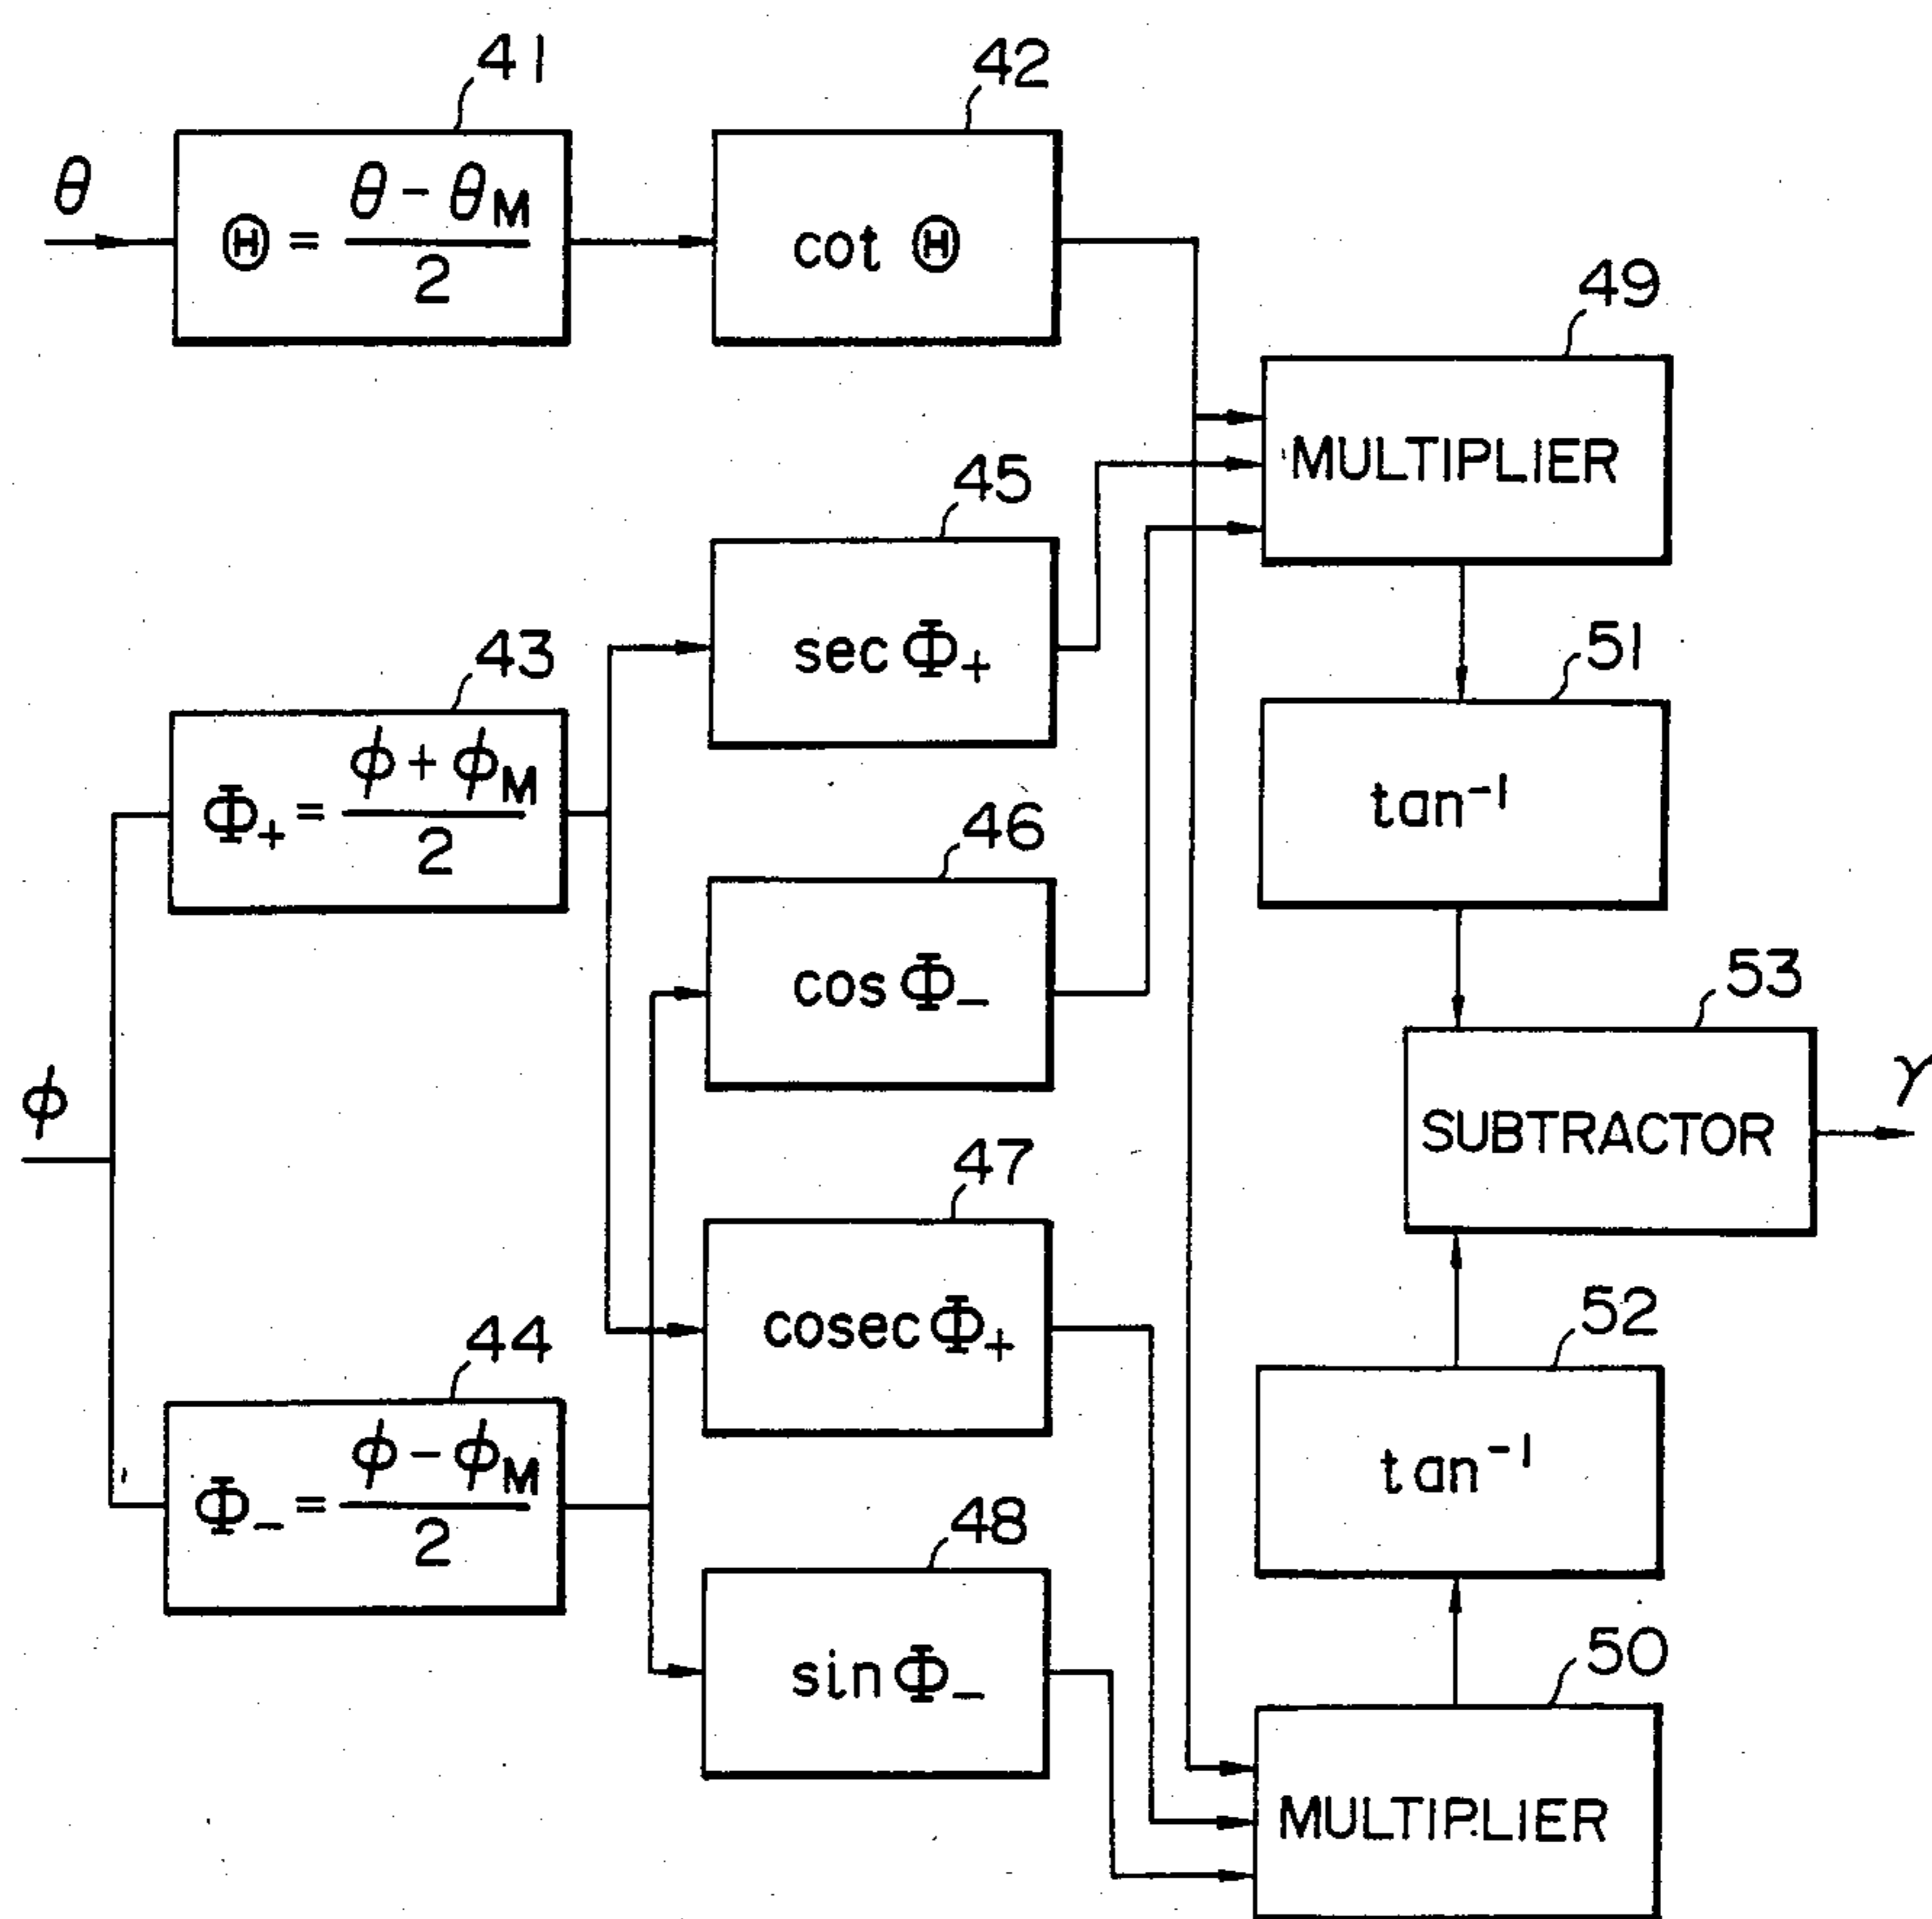 41
42
θ
Θ = (θ - θM)/2
cot Θ
49
MULTIPLIER
45
sec Φ+
43
Φ+ = (ϕ + ϕM)/2
51
tan⁻¹
46
cos Φ−
53
ϕ
SUBTRACTOR
γ
47
cosec Φ+
52
tan⁻¹
44
Φ− = (ϕ - ϕM)/2
48
sin Φ−
50
MULTIPLIER